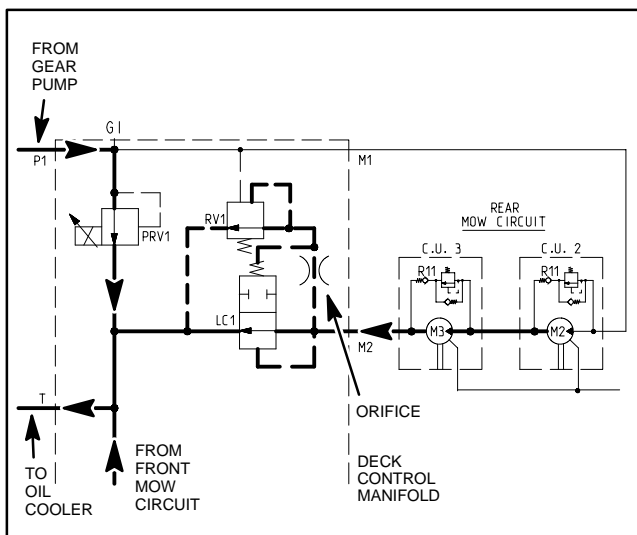 FROM
GEAR
PUMP
G1
P1
M1
RV1
PRV1
REAR
MOW CIRCUIT
C.U. 3
C.U. 2
R11
R11
LC1
M3
M2
M2
T
ORIFICE
TO
OIL
COOLER
FROM
FRONT
MOW
CIRCUIT
DECK
CONTROL
MANIFOLD